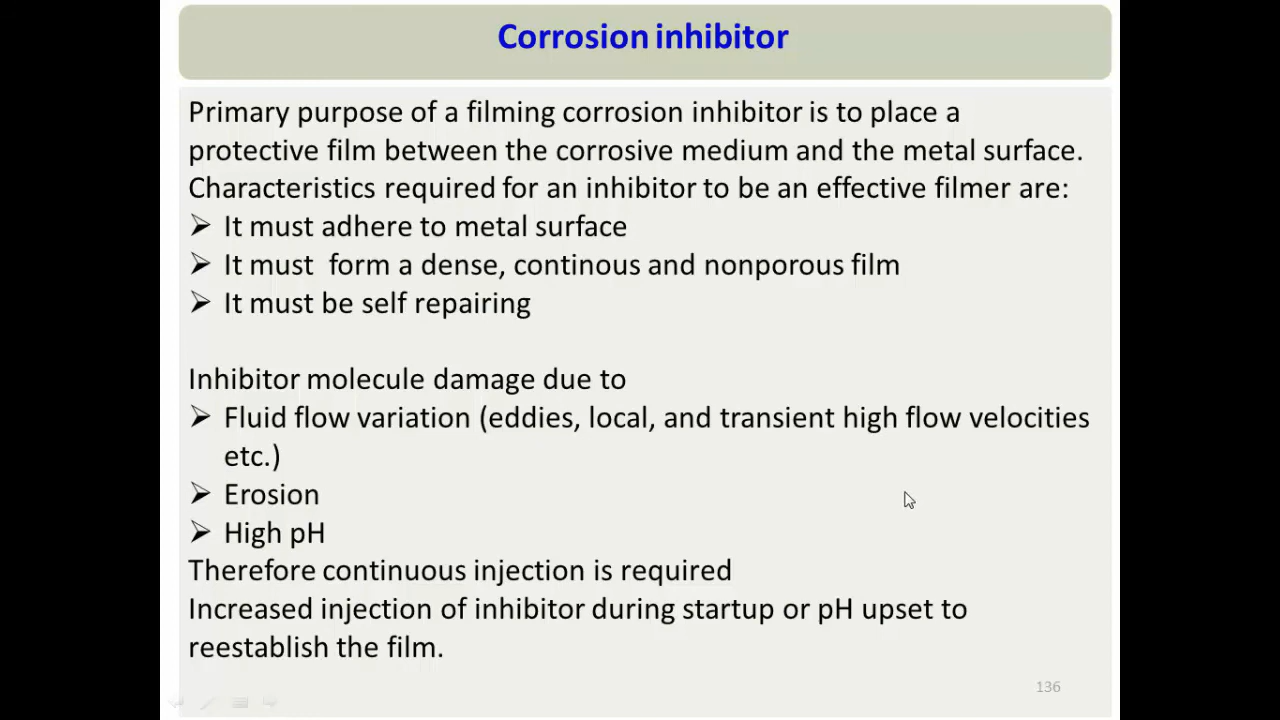 Corrosion inhibitor
Primary purpose of a filming corrosion inhibitor is to place a
protective film between the corrosive medium and the metal surface.
Characteristics required for an inhibitor to be an effective filmer are:
➢ It must adhere to metal surface
➢ It must form a dense, continous and nonporous film
➢ It must be self repairing
Inhibitor molecule damage due to
➢ Fluid flow variation (eddies, local, and transient high flow velocities
etc.)
➢ Erosion
➢ High pH
Therefore continuous injection is required
Increased injection of inhibitor during startup or pH upset to
reestablish the film.
136